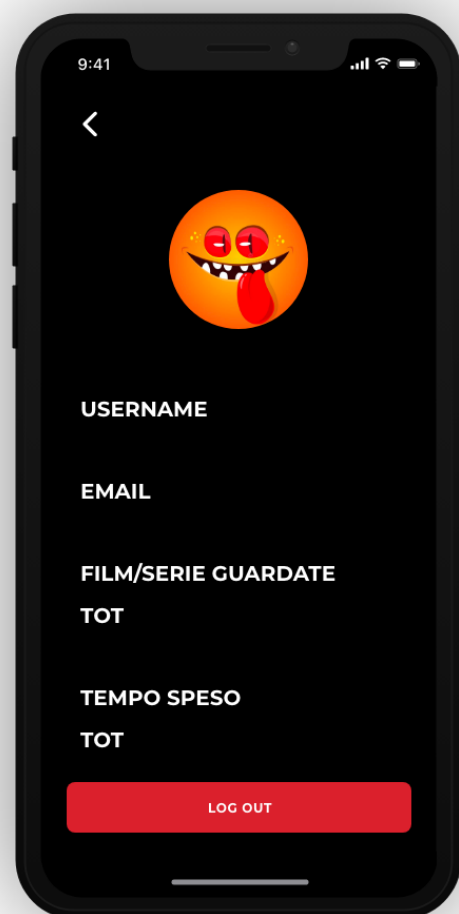 9:41
USERNAME
EMAIL
FILM/SERIE GUARDATE
TOT
TEMPO SPESO
TOT
LOG OUT